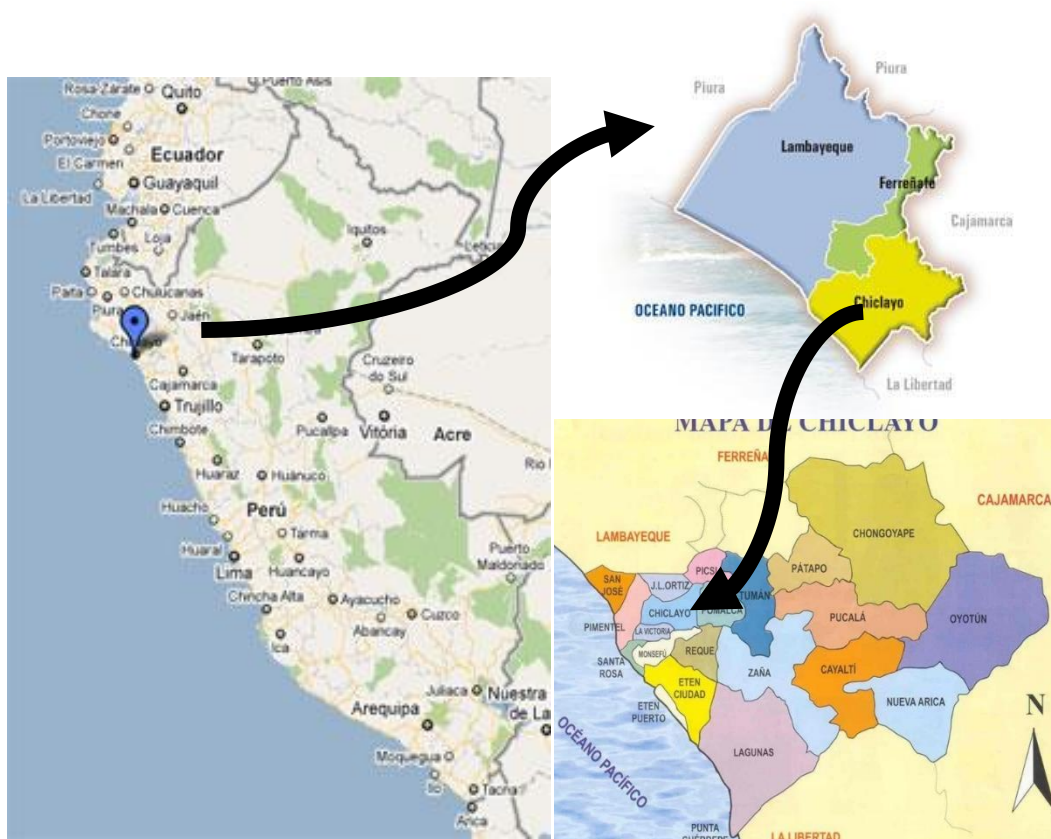 Puerto Asis
Rosa-Zárate
Quito
Chone
Portoviejo
Ecuador
El Carmen
Guayaquil
La Libertad
Machala
Cuenca
Loja
Iquitos
Tumbes
Talara
Paita
Chulucanas
Piura
Jaén
Tarapoto
Cruzeiro
do Sul
Cajamarca
Trujillo
Pucallpa
Vitória
Acre
Chimbote
Huaraz
Huánuco
Perú
Huacho
Tarma
Huaral
Puerto
Maldonado
Lima
Huancayo
Chincha Alta
Ayacucho
Cuzco
Abancay
Ica
Juliaca
Nuestra
de La
Arequipa
Moquegua
Ilo
Tacna
Arica
Piura
Piura
Lambayeque
Ferreñafe
Cajamarca
OCEANO PACIFICO
Chiclayo
La Libertad
MAPA DE CHICLAYO
FERREÑA
CAJAMARCA
CHONGOYAPE
LAMBAYEQUE
PICSI
PÁTAPO
SAN
JOSÉ
J.L.ORTIZ
TUMÁN
CHICLAYO
POMALCA
PUCALÁ
OYOTÚN
PIMENTEL
LA VICTORIA
MONSEFÚ
REQUE
SANTA
ROSA
ZAÑA
CAYALTÍ
ETEN
CIUDAD
NUEVA ARICA
ETEN
PUERTO
N
LAGUNAS
OCÉANO PACÍFICO
PUNTA
LA LIBERTAD